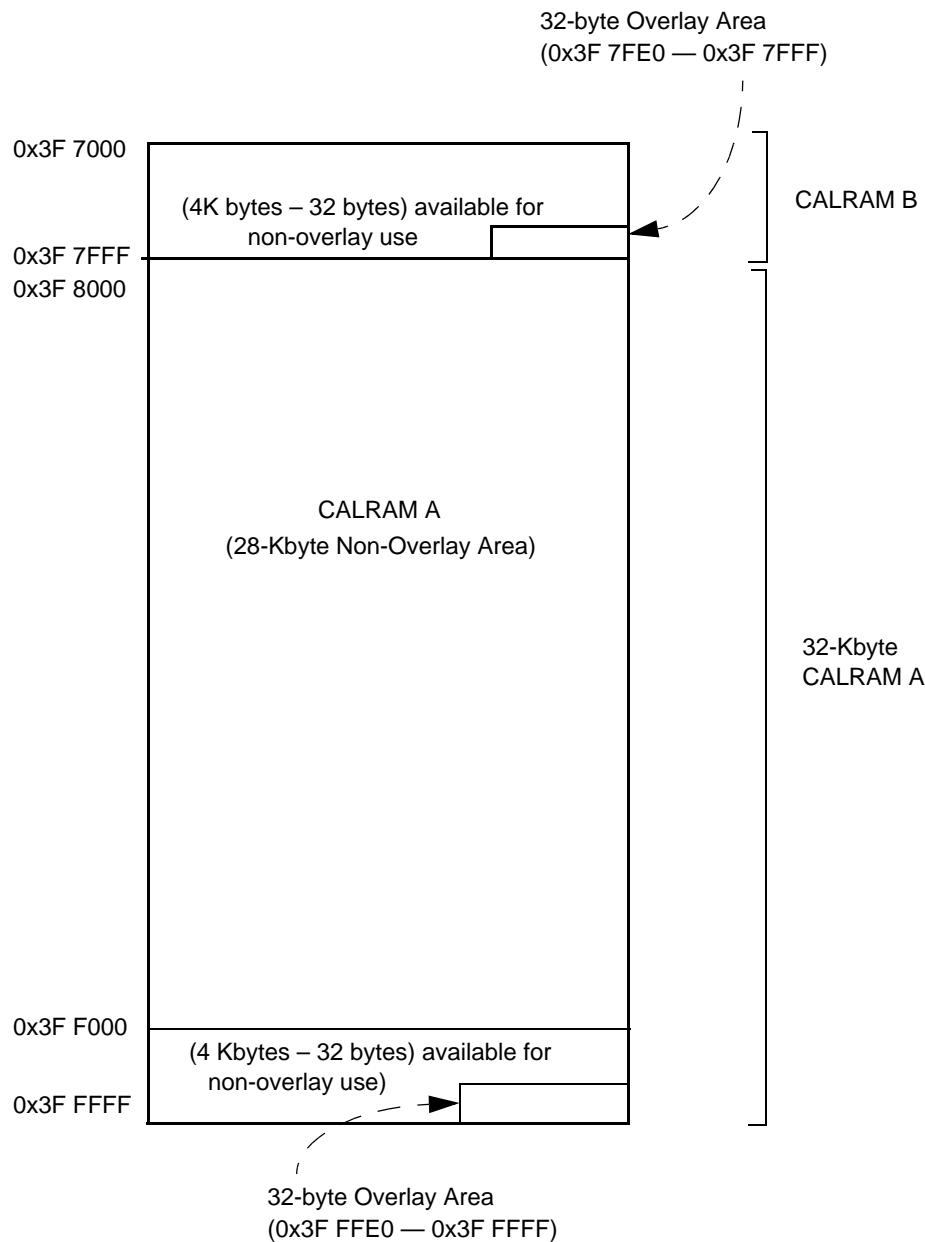 32-byte Overlay Area
(0x3F 7FE0 — 0x3F 7FFF)
0x3F 7000
(4K bytes – 32 bytes) available for
non-overlay use
CALRAM B
0x3F 7FFF
0x3F 8000
CALRAM A
(28-Kbyte Non-Overlay Area)
32-Kbyte
CALRAM A
0x3F F000
(4 Kbytes – 32 bytes) available for
non-overlay use)
0x3F FFFF
32-byte Overlay Area
(0x3F FFE0 — 0x3F FFFF)